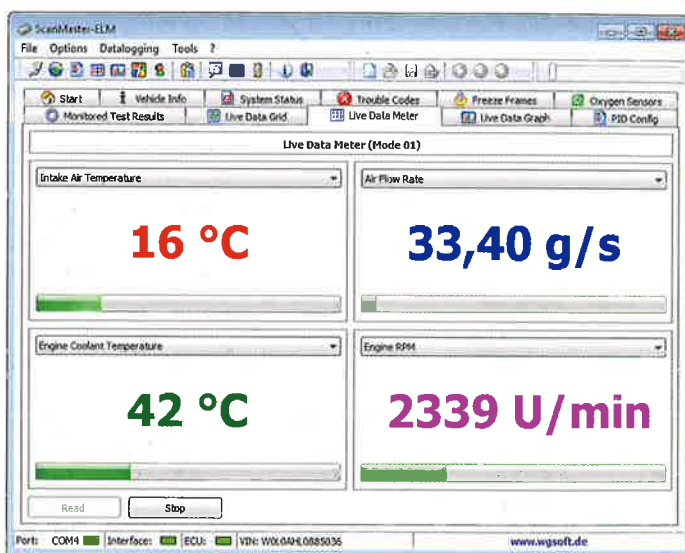 ScanMaster-ELM
File Options Datalogging Tools ?
Start Vehicle Info System Status Trouble Codes Freeze Frames Oxygen Sensors
Monitored Test Results Live Data Grid Live Data Meter Live Data Graph PID Config
Live Data Meter (Mode 01)
Intake Air Temperature Air Flow Rate
16 °C 33,40 g/s
Engine Coolant Temperature Engine RPM
42 °C 2339 U/min
Read Stop
Port: COM4 Interface: ECU: VIN: www.wgsoft.de